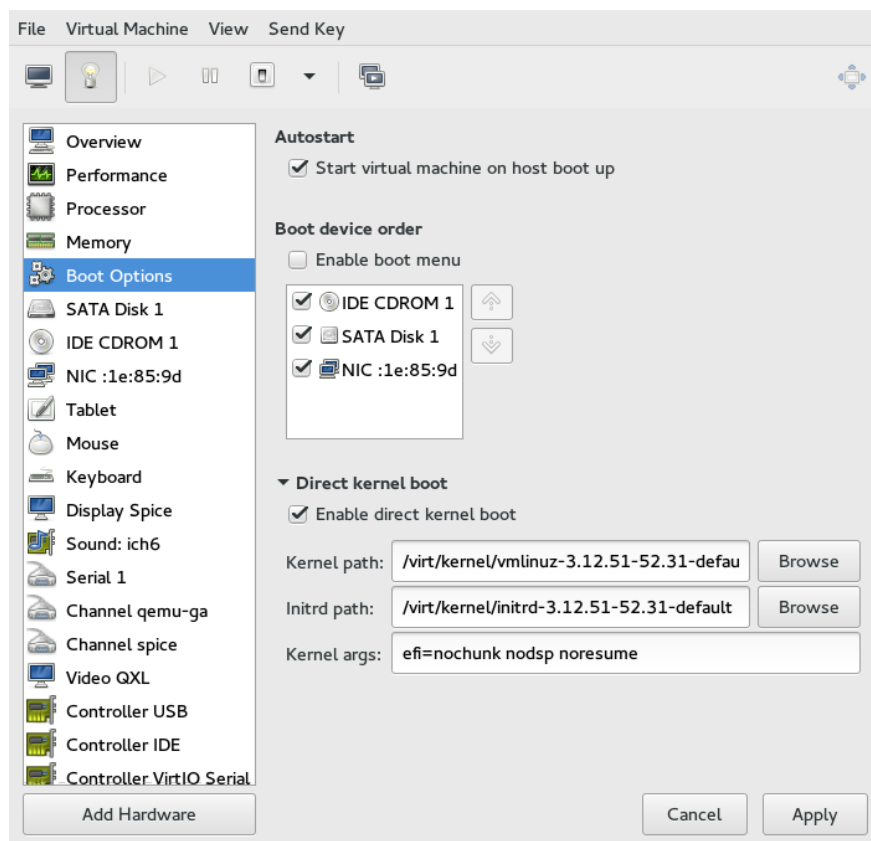 File Virtual Machine View Send Key
Overview
Performance
Processor
Memory
Boot Options
SATA Disk 1
IDE CDROM 1
NIC :1e:85:9d
Tablet
Mouse
Keyboard
Display Spice
Sound: ich6
Serial 1
Channel qemu-ga
Channel spice
Video QXL
Controller USB
Controller IDE
Controller VirtIO Serial
Add Hardware
Autostart
Start virtual machine on host boot up
Boot device order
Enable boot menu
IDE CDROM 1
SATA Disk 1
NIC :1e:85:9d
Direct kernel boot
Enable direct kernel boot
Kernel path: /virt/kernel/vmlinuz-3.12.51-52.31-defau Browse
Initrd path: /virt/kernel/initrd-3.12.51-52.31-default Browse
Kernel args: efi=nochunk nodsp noresume
Cancel Apply